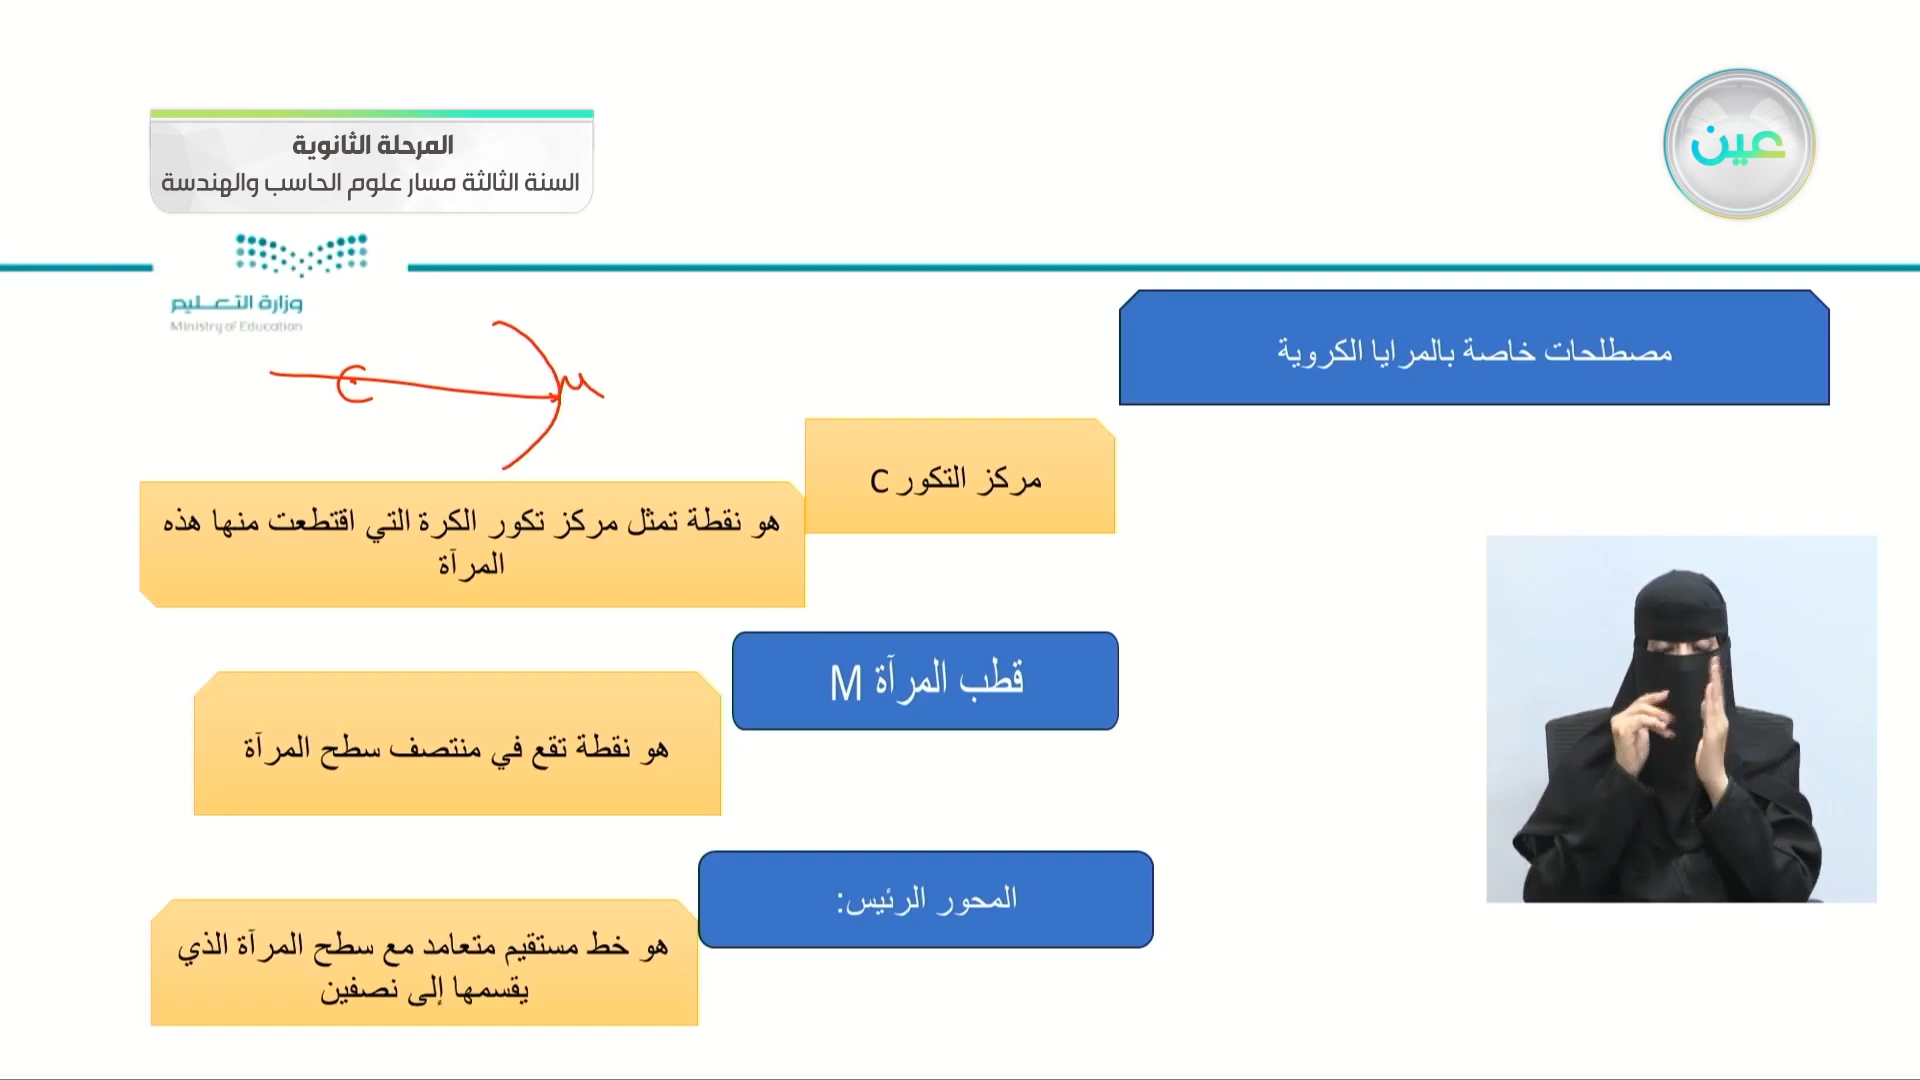 المرحلة الثانوية
السنة الثالثة مسار علوم الحاسب والهندسة
عين
وزارة التعليم
Ministry of Education
مصطلحات خاصة بالمرايا الكروية
C
M
مركز التكور C
هو نقطة تمثل مركز تكور الكرة التي اقتطعت منها هذه
المرآة
قطب المرآة M
هو نقطة تقع في منتصف سطح المرآة
المحور الرئيس:
هو خط مستقيم متعامد مع سطح المرآة الذي
يقسمها إلى نصفين